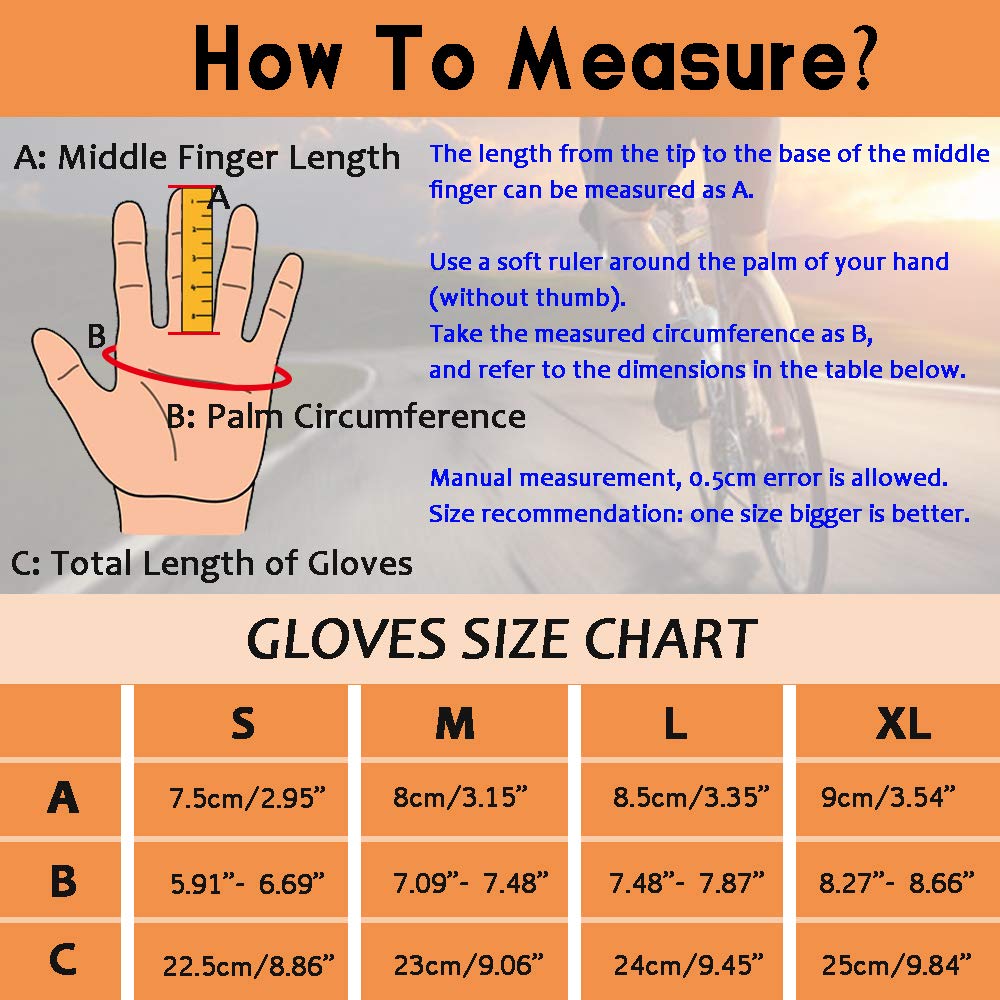 How To Measure?
A: Middle Finger Length
A
The length from the tip to the base of the middle
finger can be measured as A.
Use a soft ruler around the palm of your hand
(without thumb).
Take the measured circumference as B,
and refer to the dimensions in the table below.
B
B: Palm Circumference
Manual measurement, 0.5cm error is allowed.
Size recommendation: one size bigger is better.
C: Total Length of Gloves
GLOVES SIZE CHART
S M L XL
A 7.5cm/2.95” 8cm/3.15” 8.5cm/3.35” 9cm/3.54”
B 5.91”- 6.69” 7.09”- 7.48” 7.48”- 7.87” 8.27”- 8.66”
C 22.5cm/8.86” 23cm/9.06” 24cm/9.45” 25cm/9.84”